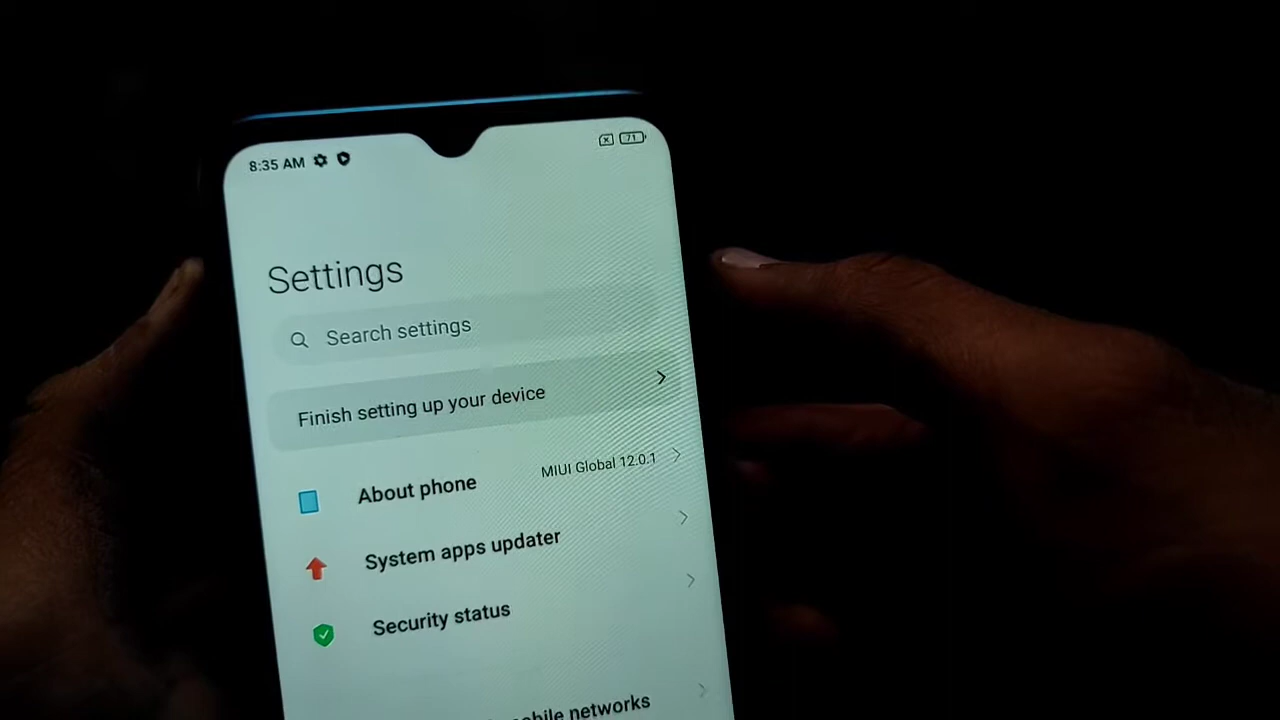 8:35 AM
71
Settings
Search settings
Finish setting up your device
About phone
MIUI Global 12.0.1
System apps updater
Security status
networks